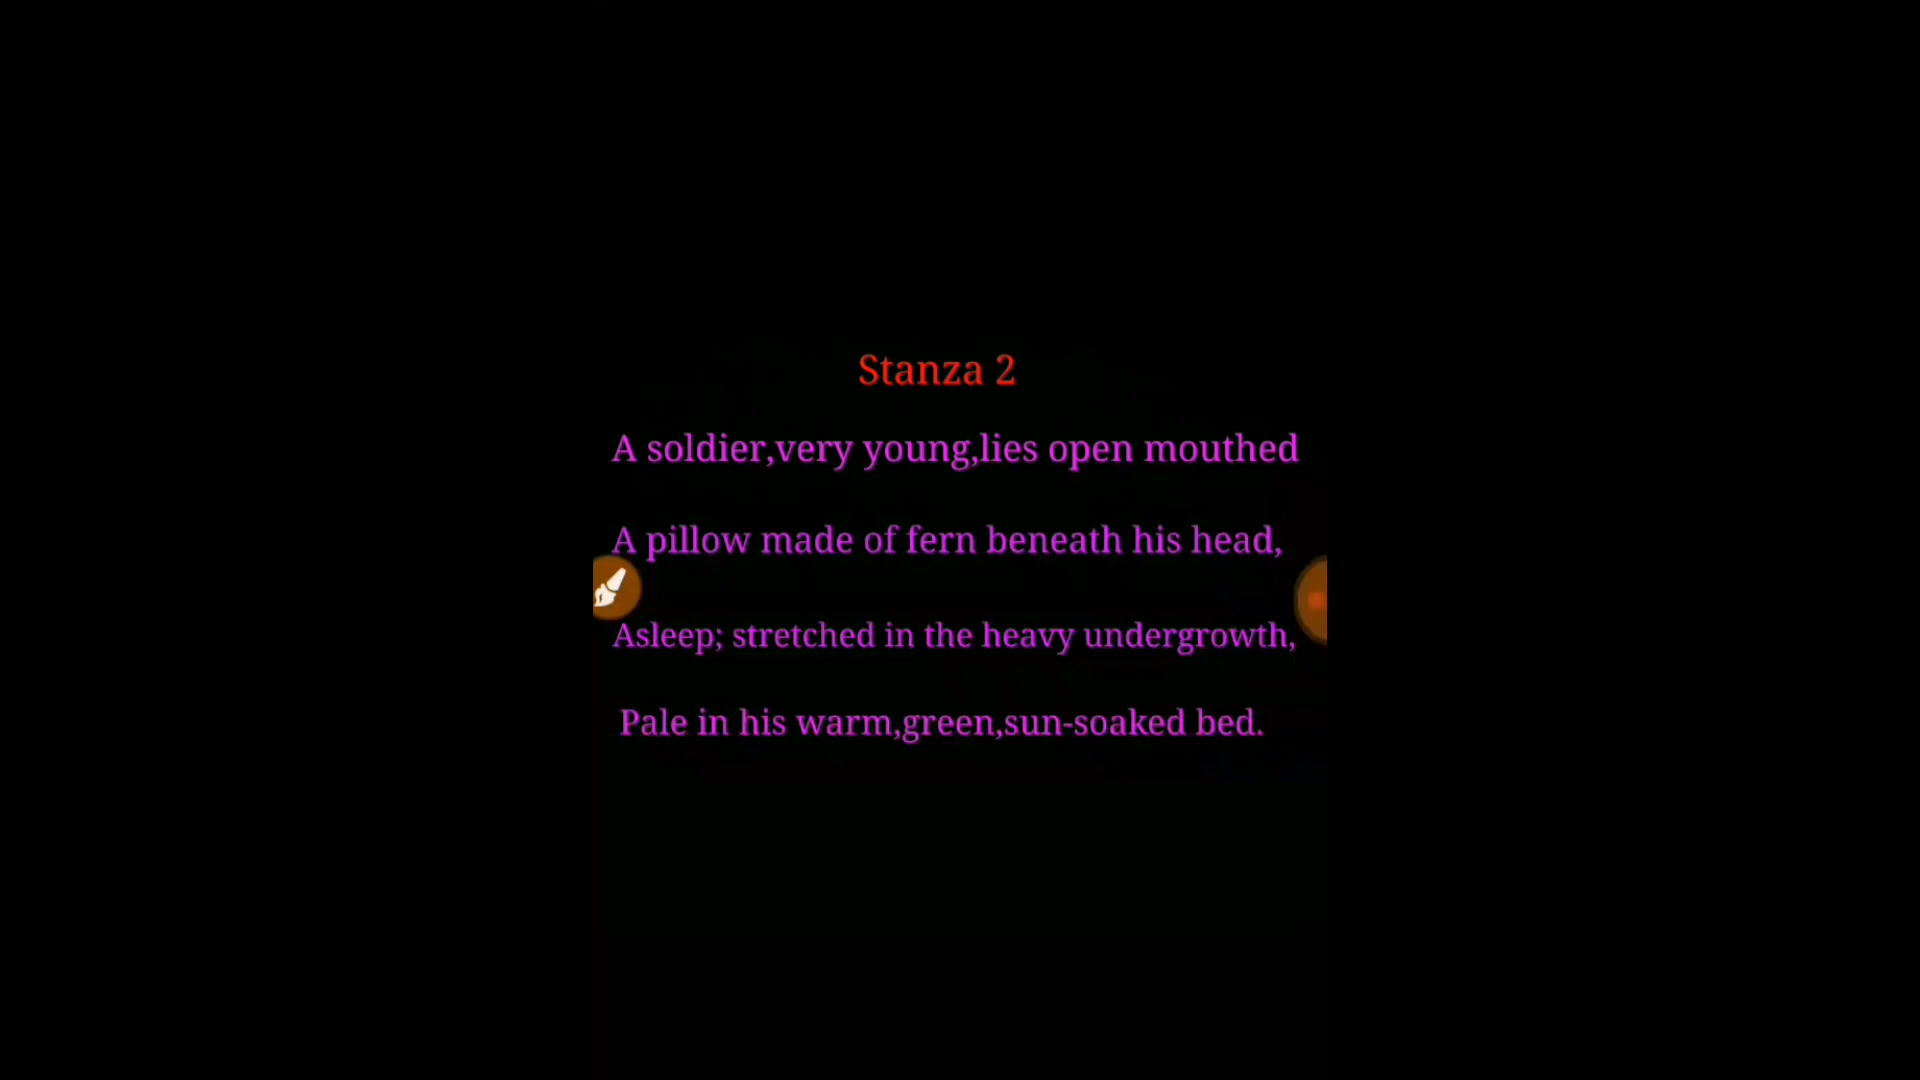 Stanza 2
A soldier,very young,lies open mouthed
A pillow made of fern beneath his head,
Asleep; stretched in the heavy undergrowth,
Pale in his warm,green,sun-soaked bed.